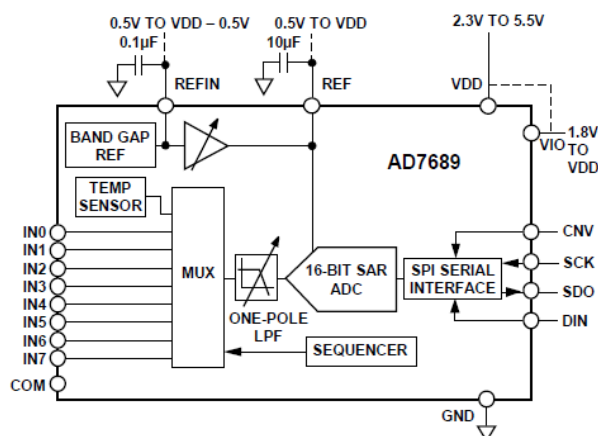 0.5V TO VDD – 0.5V
0.5V TO VDD
2.3V TO 5.5V
0.1µF
10µF
REFIN
REF
VDD
BAND GAP
REF
AD7689
VIO
1.8V
TO
VDD
TEMP
SENSOR
IN0
IN1
IN2
IN3
IN4
IN5
IN6
IN7
COM
MUX
ONE-POLE
LPF
16-BIT SAR
ADC
SPI SERIAL
INTERFACE
CNV
SCK
SDO
DIN
SEQUENCER
GND